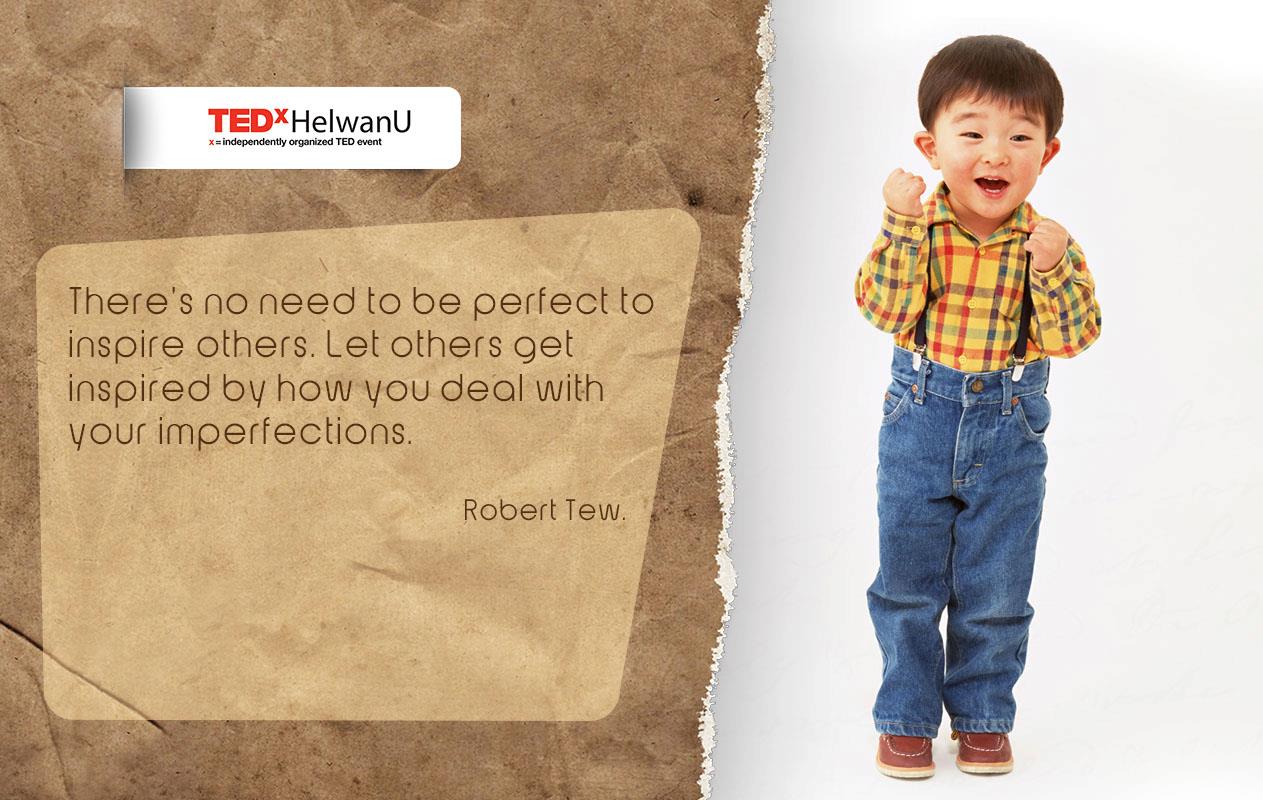 TEDxHelwanU
x = independently organized TED event
There's no need to be perfect to
inspire others. Let others get
inspired by how you deal with
your imperfections.
Robert Tew.